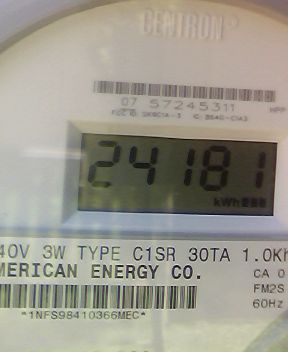 CENTRON®
07 57245311
24181
kWh
40V 3W TYPE C1SR 30TA 1.0Kh
MERICAN ENERGY CO.
CA 0
FM2S
60Hz
*1NFS98410366MEC*